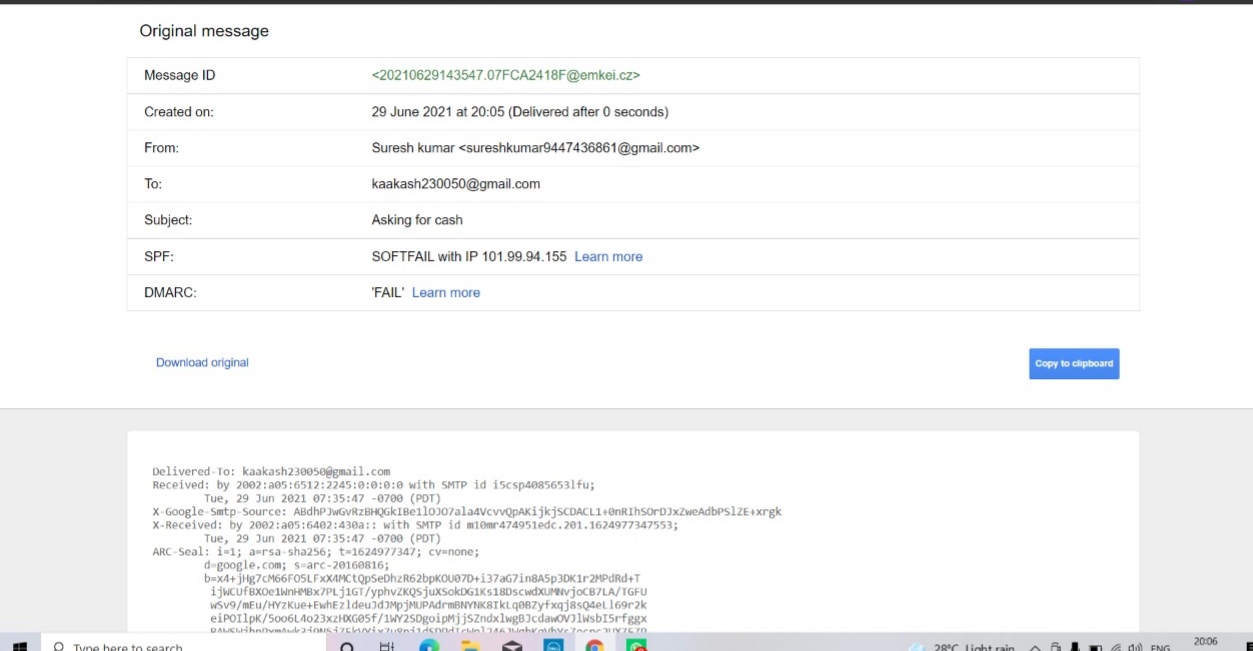 Original message
Message ID <20210629143547.07FCA2418F@emkei.cz>
Created on: 29 June 2021 at 20:05 (Delivered after 0 seconds)
From: Suresh kumar <sureshkumar9447436861@gmail.com>
To: kaakash230050@gmail.com
Subject: Asking for cash
SPF: SOFTFAIL with IP 101.99.94.155 Learn more
DMARC: 'FAIL' Learn more
Download original Copy to clipboard
Delivered-To: kaakash230050@gmail.com
Received: by 2002:a05:6512:2245:0:0:0:0 with SMTP id i5csp4085653lfu;
Tue, 29 Jun 2021 07:35:47 -0700 (PDT)
X-Google-Smtp-Source: ABdhPJwGvRzBHQGkIBe1lOJO7ala4VcvvQpAKijkjSCDACL1+0nRIhSOrDJxZweAdbPSlZE+xrgk
X-Received: by 2002:a05:6402:430a:: with SMTP id m10mr474951edc.201.1624977347553;
Tue, 29 Jun 2021 07:35:47 -0700 (PDT)
ARC-Seal: i=1; a=rsa-sha256; t=1624977347; cv=none;
d=google.com; s=arc-20160816;
b=x4+jHg7cM66FO5LFxX4MCtQpSeDhzR62bpKOU07D+i37aG7in8A5p3DK1r2MPdRd+T
ijWCUfBXOe1WnHMBx7PLj1GT/yphvZKQSjuXSokDG1Ks18DscwdXUMNvjoCB7LA/TGFU
wSv9/mEu/HYzKue+EwhEzldeuJdJMpjMUPAdrmBNYNK8IkLq0BZyfxqj8sQ4eLl69r2k
eiPOIlpK/5oo6L4o23xzHXG05f/1WY2SDgoipMjjSZndxlwgBJcdawOVJlWsbI5rfggx
Type here to search 28°C Light rain ENG 20:06